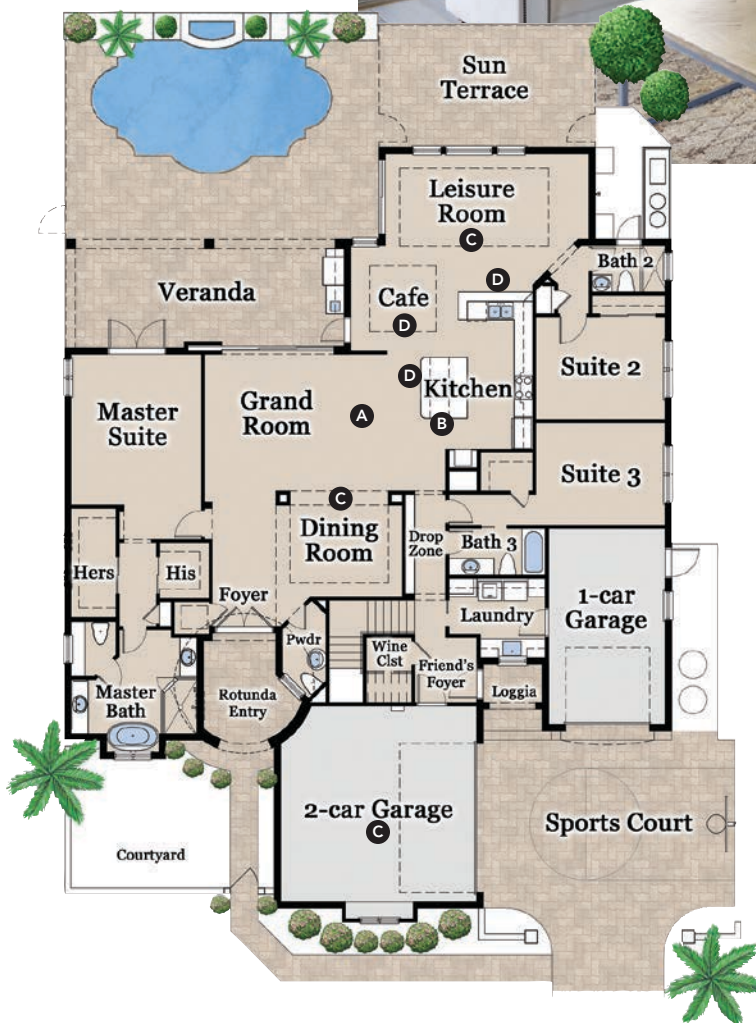 Sun
Terrace
Leisure
Room
C
Bath 2
D
Veranda
Cafe
D
Suite 2
D
Kitchen
Master
Suite
Grand
Room
A
B
Suite 3
C
Dining
Room
Drop
Zone
Bath 3
Hers
His
Foyer
1-car
Garage
Laundry
Pwdr
Wine
Clst
Friend's
Foyer
Loggia
Master
Bath
Rotunda
Entry
2-car Garage
C
Sports Court
Courtyard